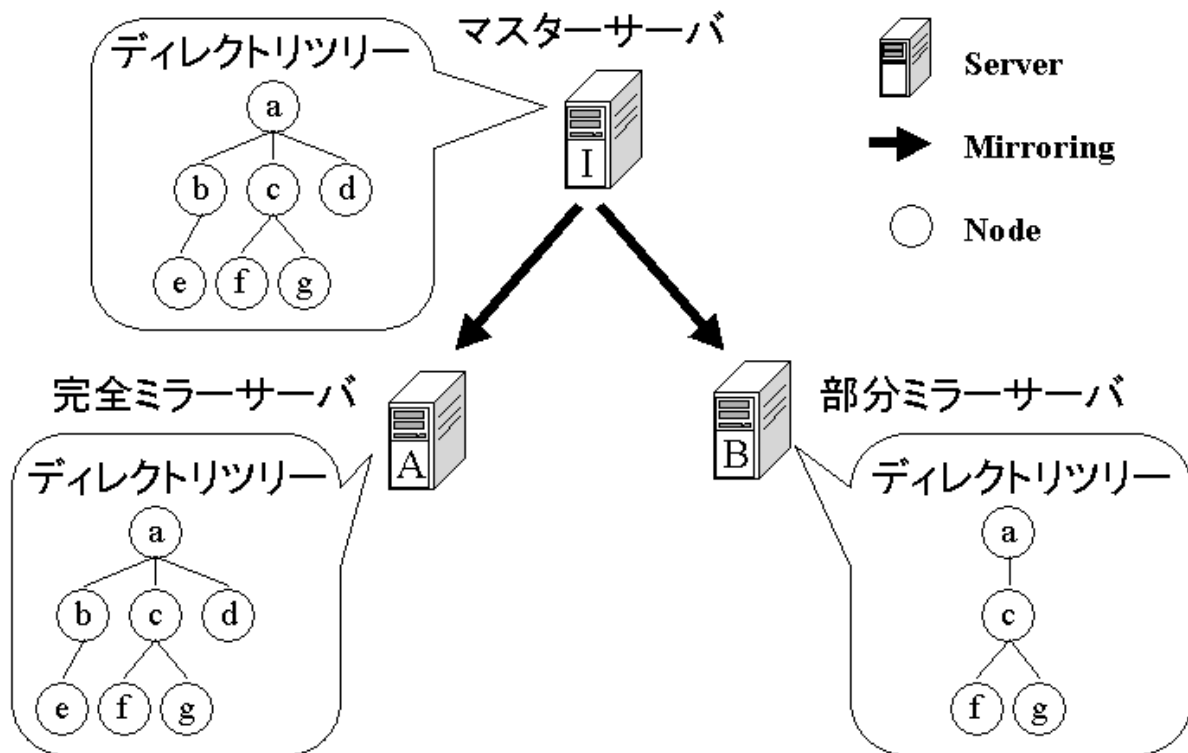 マスターサーバ
ディレクトリツリー
a
b c d
e f g
I
Server
Mirroring
Node
完全ミラーサーバ
A
ディレクトリツリー
a
b c d
e f g
部分ミラーサーバ
B
ディレクトリツリー
a
c
f g